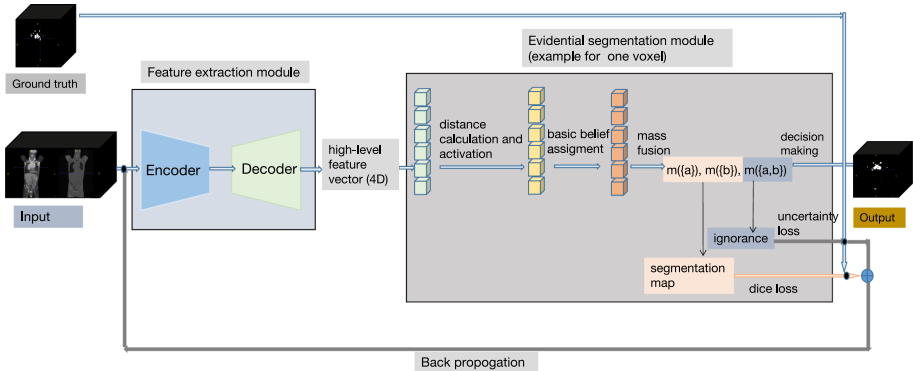 Evidential segmentation module
(example for one voxel)
Ground truth
Feature extraction module
distance
calculation and
activation
basic belief
assigment
mass
fusion
decision
making
Encoder
Decoder
high-level
feature
vector (4D)
m({a}), m({b}), m({a,b})
Input
Output
uncertainty
loss
ignorance
segmentation
map
dice loss
Back propogation